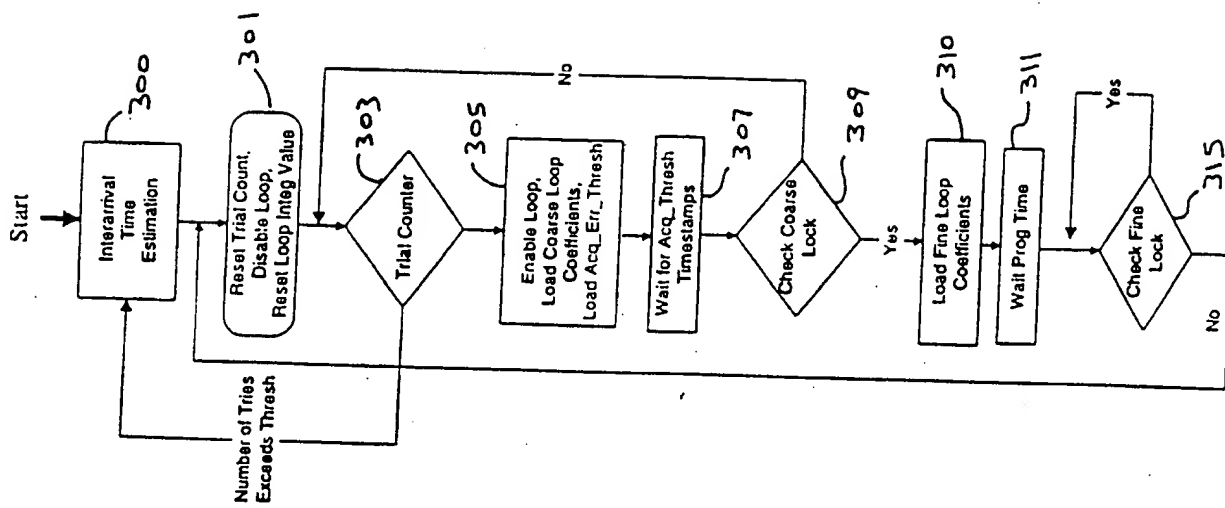 Start
300
Interarrival
Time
Estimation
301
Reset Trial Count,
Disable Loop,
Reset Loop Integ Value
303
Trial Counter
Number of Tries
Exceeds Thresh
No
305
Enable Loop,
Load Coarse Loop
Coefficients,
Load Acq_Err_Thresh
307
Wait for Acq_Thresh
Timestamps
309
Check Coarse
Lock
Yes
310
Load Fine Loop
Coefficients
311
Wait Prog Time
Yes
315
Check Fine
Lock
No